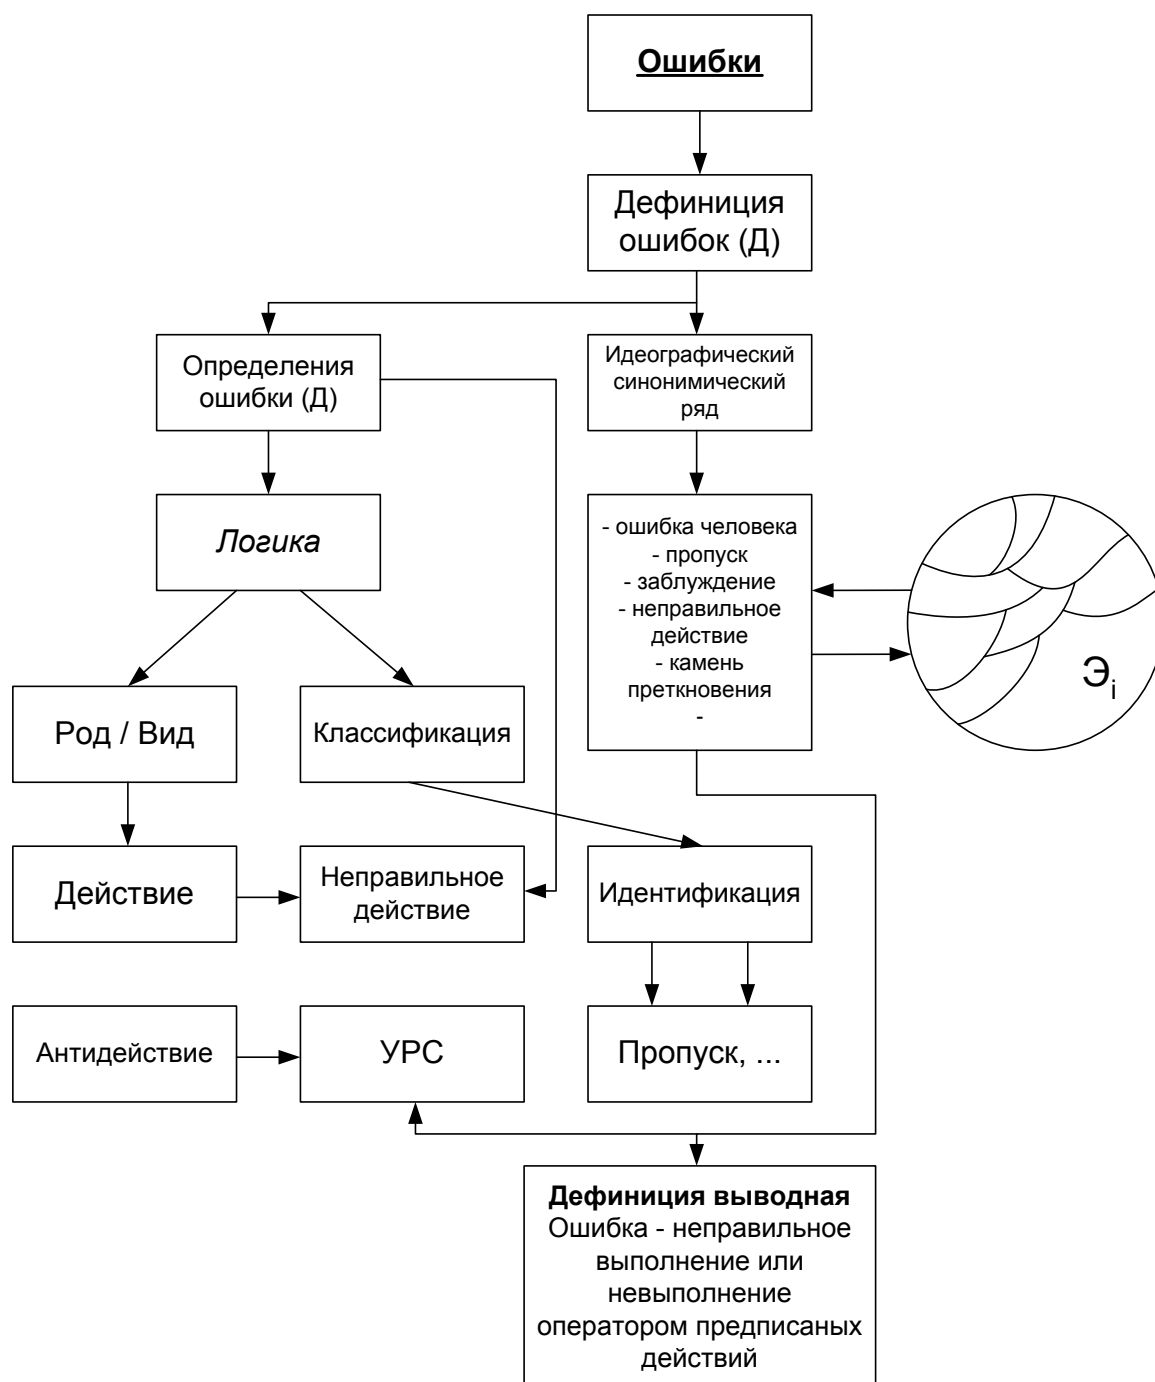 Ошибки
Дефиниция
ошибок (Д)
Определения
ошибки (Д)
Идеографический
синонимический
ряд
Логика
- ошибка человека
- пропуск
- заблуждение
- неправильное
действие
- камень
преткновения
-
Эi
Род / Вид
Классификация
Действие
Неправильное
действие
Идентификация
Антидействие
УРС
Пропуск, ...
Дефиниция выводная
Ошибка - неправильное
выполнение или
невыполнение
оператором предписаных
действий